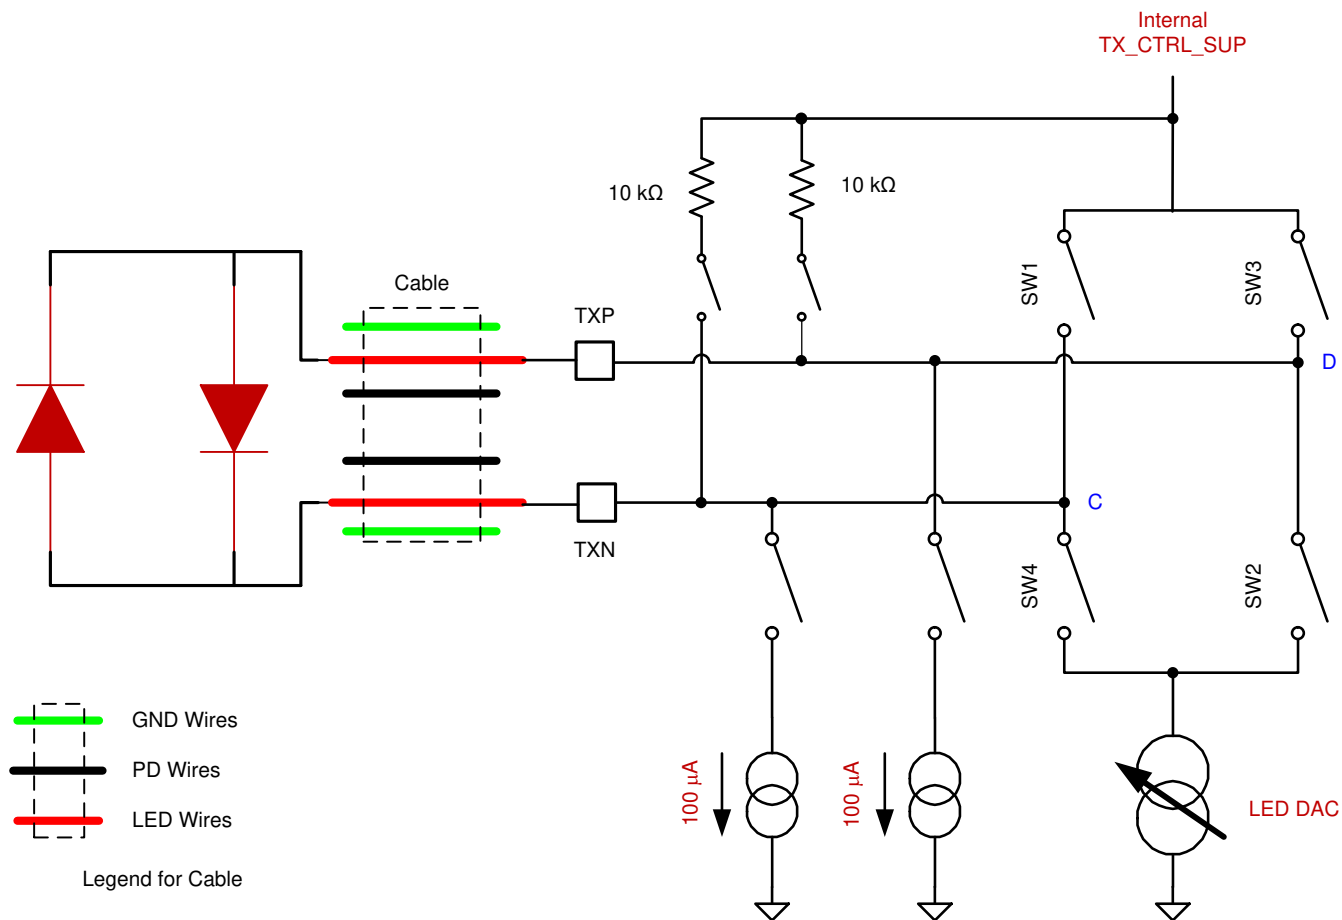 Internal
TX_CTRL_SUP
10 kΩ
10 kΩ
Cable
TXP
SW1
SW3
D
C
TXN
SW4
SW2
GND Wires
PD Wires
LED Wires
Legend for Cable
100 µA
100 µA
LED DAC